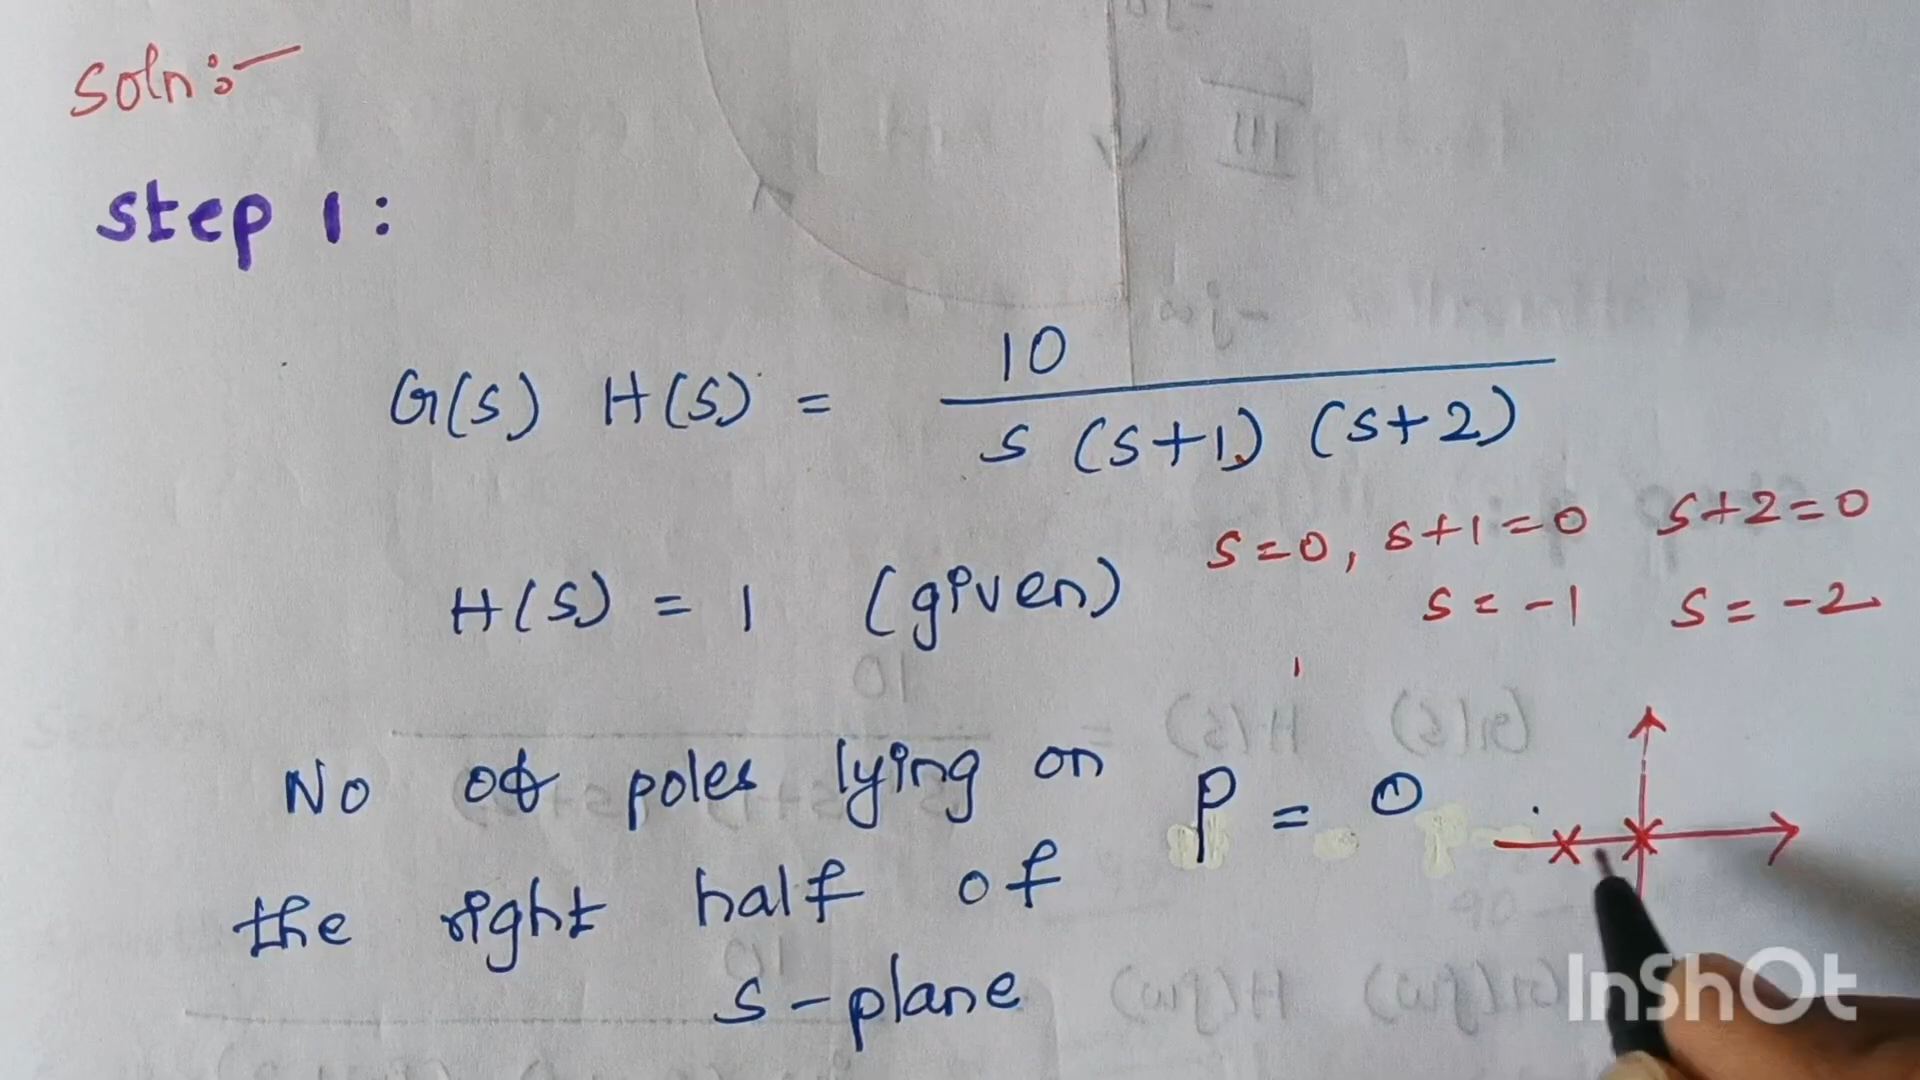 Soln:-
Step 1:
G(s) H(s) = 10 / s (s+1) (s+2)
s=0, s+1=0 s+2=0
H(s) = 1 (given) s = -1 s = -2
No of poles lying on P = 0
the right half of
s-plane
InShOt